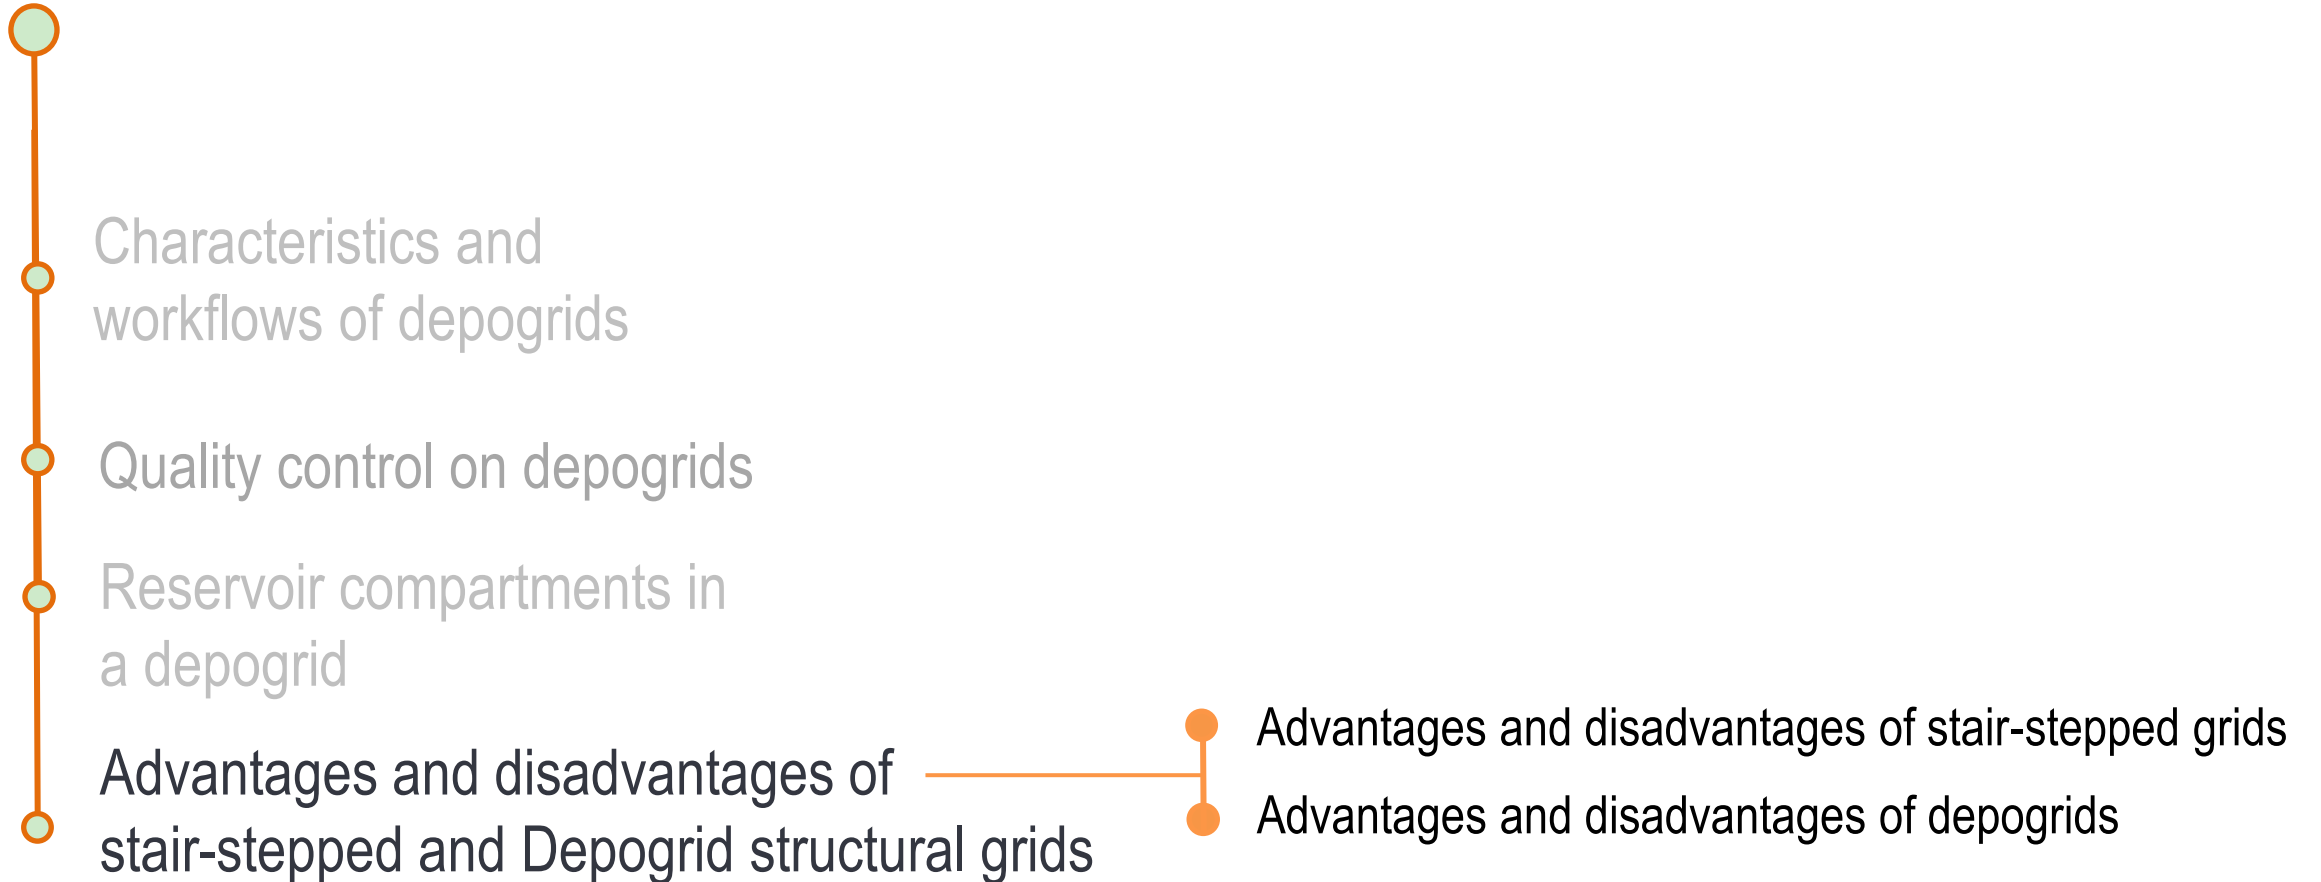 Characteristics and
workflows of depogrids
Quality control on depogrids
Reservoir compartments in
a depogrid
Advantages and disadvantages of
stair-stepped and Depogrid structural grids
Advantages and disadvantages of stair-stepped grids
Advantages and disadvantages of depogrids